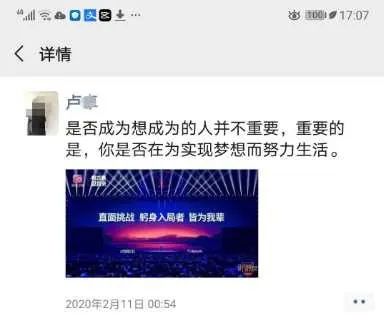 17:07
详情
卢
是否成为想成为的人并不重要，重要的
是，你是否在为实现梦想而努力生活。
直面挑战 躬身入局者 皆为我辈
2020年2月11日 00:54